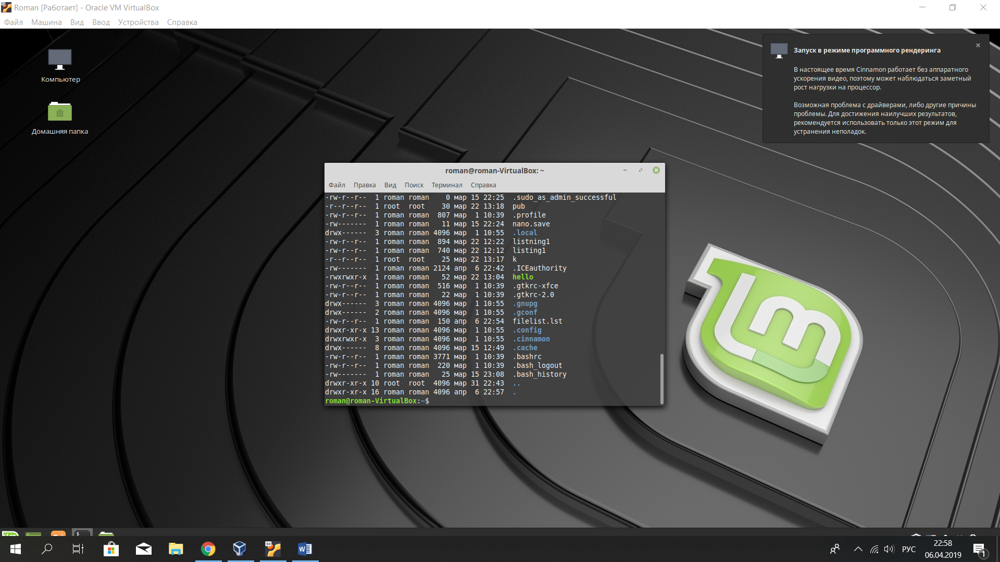 Roman [Работает] - Oracle VM VirtualBox
Файл Машина Вид Ввод Устройства Справка
Компьютер
Домашняя папка
Запуск в режиме программного рендеринга
В настоящее время Cinnamon работает без аппаратного
ускорения видео, поэтому может наблюдаться заметный
рост нагрузки на процессор.
Возможная проблема с драйверами, либо другие причины
проблемы. Для достижения наилучших результатов,
рекомендуется использовать только этот режим для
устранения неполадок.
roman@roman-VirtualBox: ~
Файл Правка Вид Поиск Терминал Справка
-rw-r--r-- 1 roman roman 0 мар 15 22:25 .sudo_as_admin_successful
-r--r--r-- 1 root root 30 мар 22 13:18 pub
-rw-r--r-- 1 roman roman 807 мар 1 10:39 .profile
-rw------- 1 roman roman 11 мар 15 22:24 nano.save
drwx------ 3 roman roman 4096 мар 1 10:55 .local
-rw-r--r-- 1 roman roman 894 мар 22 12:22 listning1
-rw-r--r-- 1 roman roman 740 мар 22 12:12 listing1
-r--r--r-- 1 root root 25 мар 22 13:17 k
-rw------- 1 roman roman 2124 апр 6 22:42 .ICEauthority
-rwxrwxr-x 1 roman roman 52 мар 22 13:04 hello
-rw-r--r-- 1 roman roman 516 мар 1 10:39 .gtkrc-xfce
-rw-r--r-- 1 roman roman 22 мар 1 10:39 .gtkrc-2.0
drwx------ 3 roman roman 4096 мар 1 10:55 .gnupg
drwx------ 2 roman roman 4096 мар 1 10:55 .gconf
-rw-r--r-- 1 roman roman 150 апр 6 22:54 filelist.lst
drwxr-xr-x 13 roman roman 4096 мар 1 10:55 .config
drwxrwxr-x 3 roman roman 4096 мар 1 10:55 .cinnamon
drwx------ 8 roman roman 4096 мар 15 12:49 .cache
-rw-r--r-- 1 roman roman 3771 мар 1 10:39 .bashrc
-rw-r--r-- 1 roman roman 220 мар 1 10:39 .bash_logout
-rw------- 1 roman roman 25 мар 15 23:08 .bash_history
drwxr-xr-x 10 root root 4096 мар 31 22:43 ..
drwxr-xr-x 16 roman roman 4096 апр 6 22:57 .
roman@roman-VirtualBox:~$
64
W
РУС
22:58
06.04.2019
1